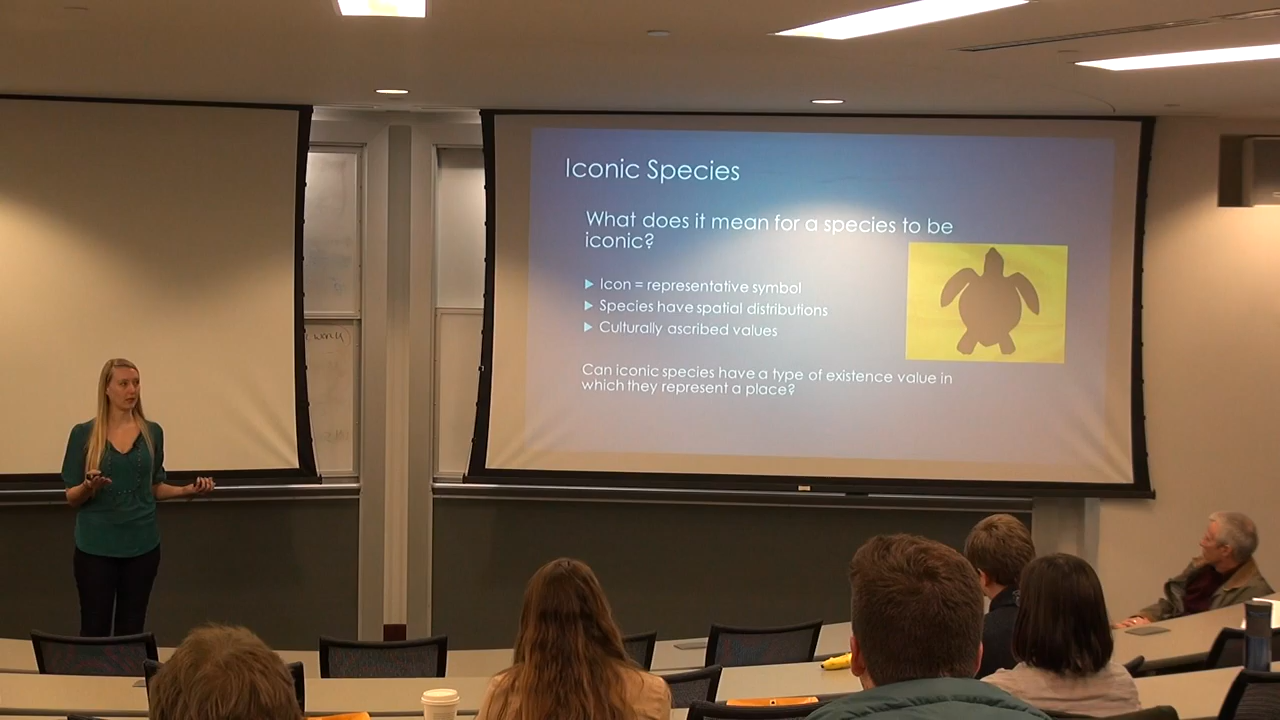 Iconic Species
What does it mean for a species to be
iconic?
Icon = representative symbol
Species have spatial distributions
Culturally ascribed values
Can iconic species have a type of existence value in
which they represent a place?